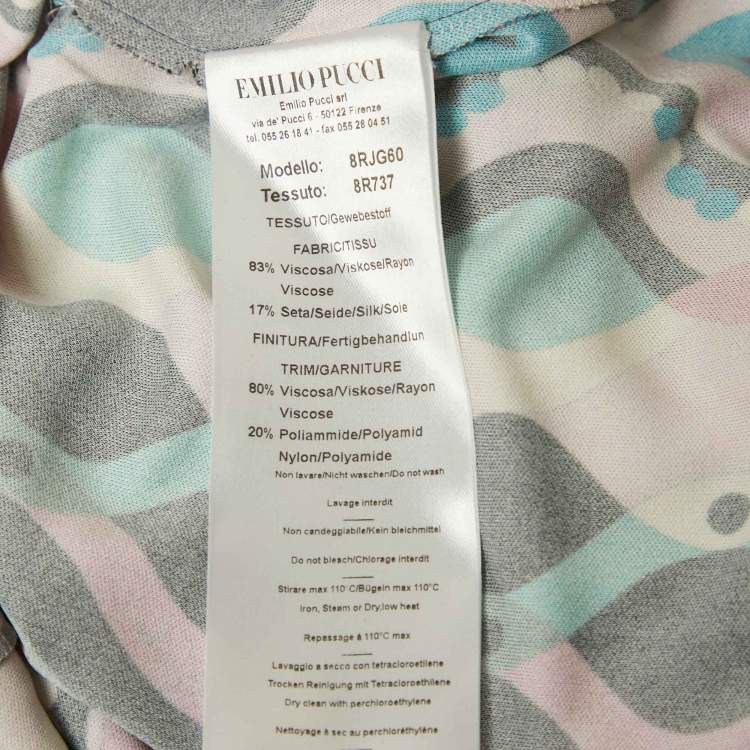 EMILIO PUCCI
Emilio Pucci srl
via de' Pucci 6 - 50122 Firenze
tel. 055 26 18 41 - fax 055 28 04 51
Modello: 8RJG60
Tessuto: 8R737
TESSUTO/Gewebestoff
FABRIC/TISSU
83% Viscosa/Viskose/Rayon
Viscose
17% Seta/Seide/Silk/Soie
FINITURA/Fertigbehandlun
TRIM/GARNITURE
80% Viscosa/Viskose/Rayon
Viscose
20% Poliammide/Polyamid
Nylon/Polyamide
Non lavare/Nicht waschen/Do not wash
Lavage interdit
Non candeggiabile/Kein bleichmittel
Do not bleach/Chlorage interdit
Stirare max 110°C/Bügeln max 110°C
Iron, Steam or Dry,low heat
Repassage à 110°C max
Lavaggio a secco con tetracloroetilene
Trocken Reinigung mit Tetracloroethilene
Dry clean with perchloroethylene
Nettoyage à sec au perchloréthylène